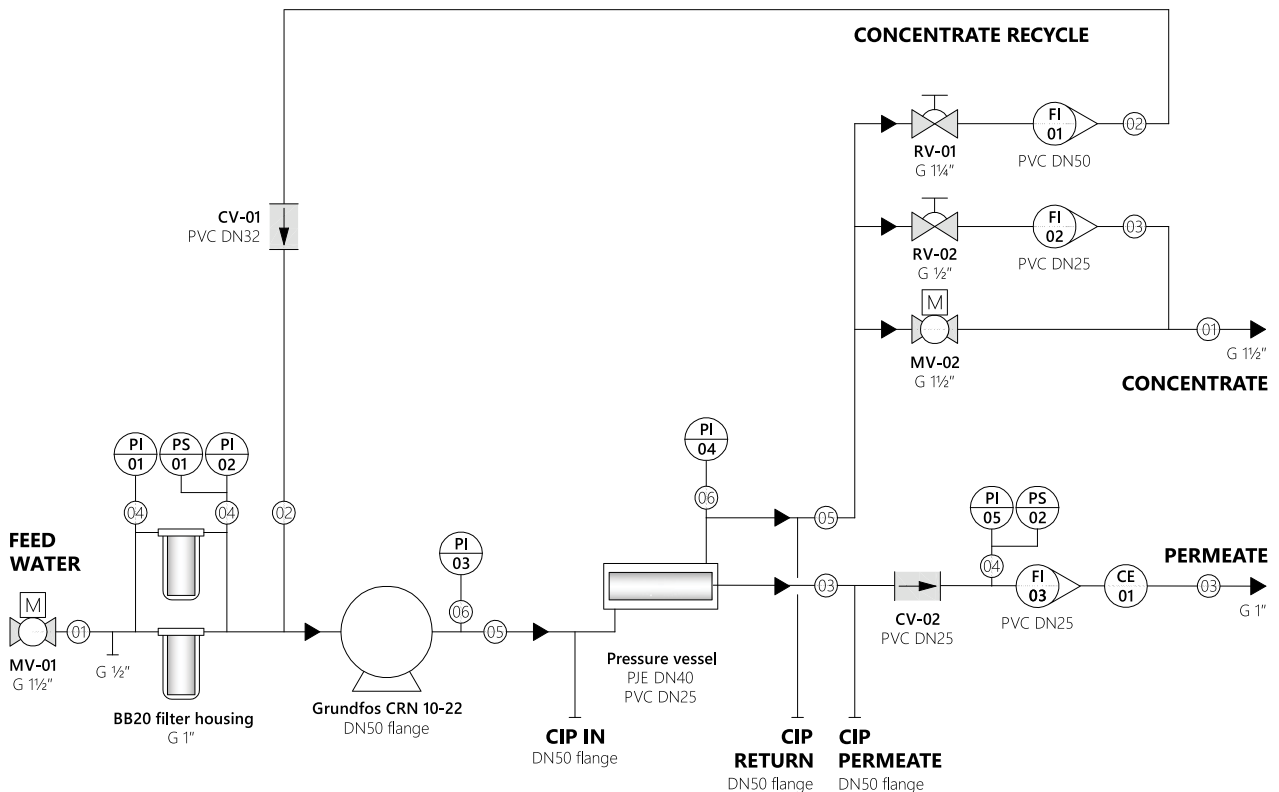 CONCENTRATE RECYCLE
FI
01
02
RV-01
G 1¼"
PVC DN50
CV-01
PVC DN32
FI
02
03
RV-02
G ½"
PVC DN25
M
MV-02
G 1½"
01
G 1½"
CONCENTRATE
PI
01
PS
01
PI
02
04
04
02
PI
04
06
05
PI
03
06
05
FEED
WATER
M
01
MV-01
G 1½"
G ½"
BB20 filter housing
G 1"
Grundfos CRN 10-22
DN50 flange
Pressure vessel
PJE DN40
PVC DN25
03
CV-02
PVC DN25
PI
05
PS
02
04
FI
03
PVC DN25
CE
01
PERMEATE
03
G 1"
CIP IN
DN50 flange
CIP
RETURN
DN50 flange
CIP
PERMEATE
DN50 flange